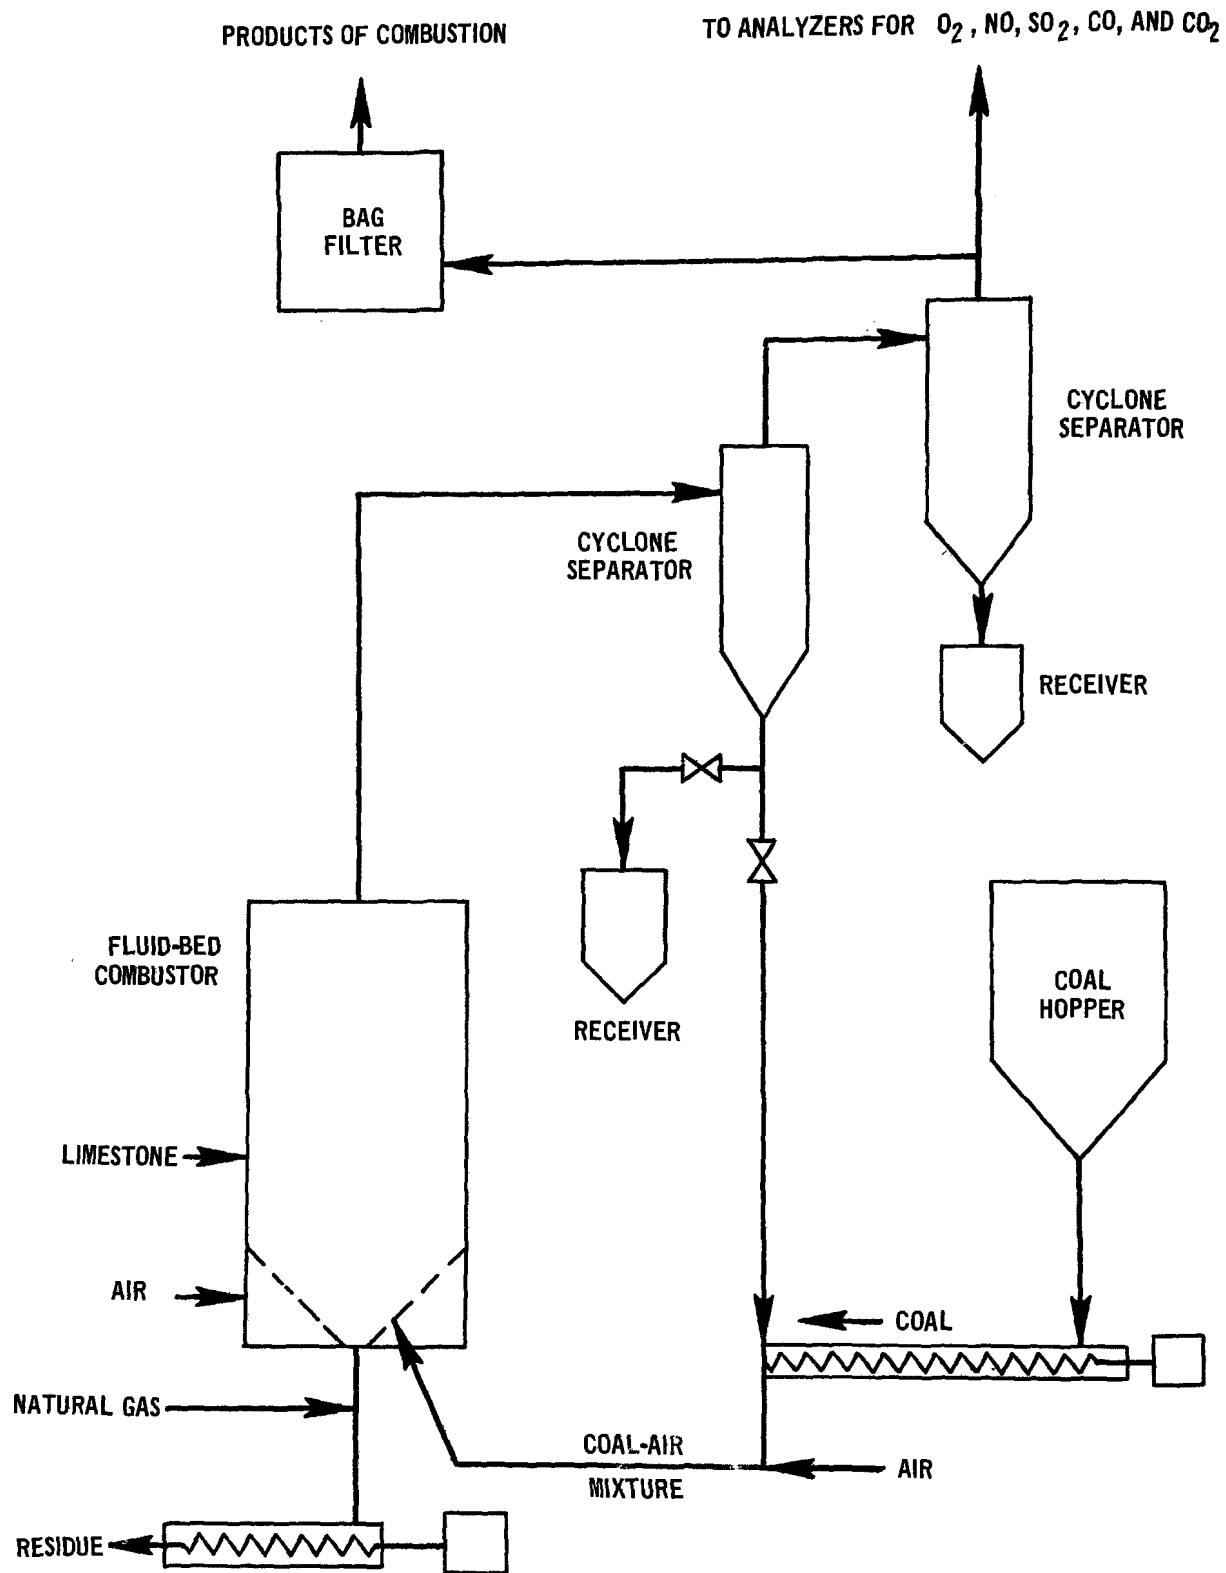 PRODUCTS OF COMBUSTION
TO ANALYZERS FOR O2, NO, SO2, CO, AND CO2
BAG
FILTER
CYCLONE
SEPARATOR
CYCLONE
SEPARATOR
RECEIVER
FLUID-BED
COMBUSTOR
COAL
HOPPER
RECEIVER
LIMESTONE
AIR
COAL
NATURAL GAS
COAL-AIR
MIXTURE
AIR
RESIDUE